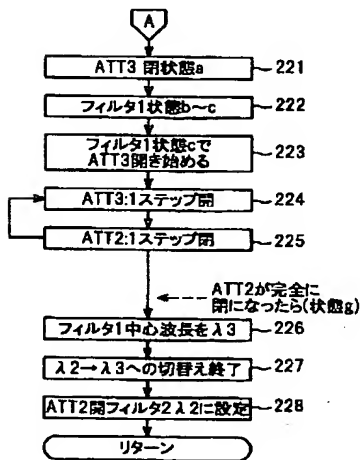 A
ATT3 閉状態a
221
フィルタ1状態b~c
222
フィルタ1状態cで
ATT3開き始める
223
ATT3:1ステップ開
224
ATT2:1ステップ閉
225
ATT2が完全に
閉になったら(状態g)
フィルタ1中心波長をλ3
226
λ2→λ3への切替え終了
227
ATT2開フィルタ2λ2に設定
228
リターン